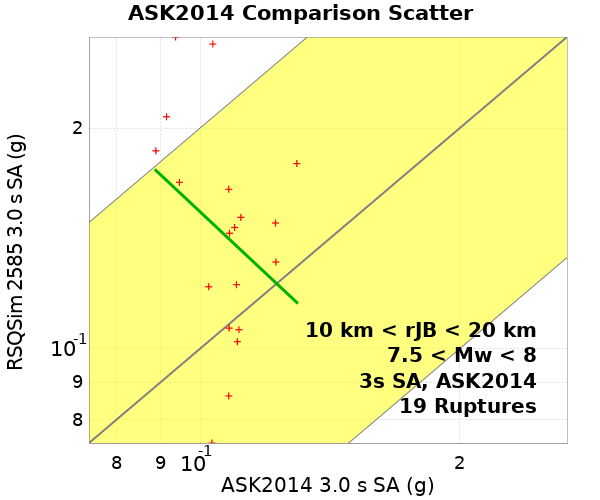 ASK2014 Comparison Scatter
RSQSim 2585 3.0 s SA (g)
2
10-1
9
8
10 km < rJB < 20 km
7.5 < Mw < 8
3s SA, ASK2014
19 Ruptures
8 9 10-1 2
ASK2014 3.0 s SA (g)